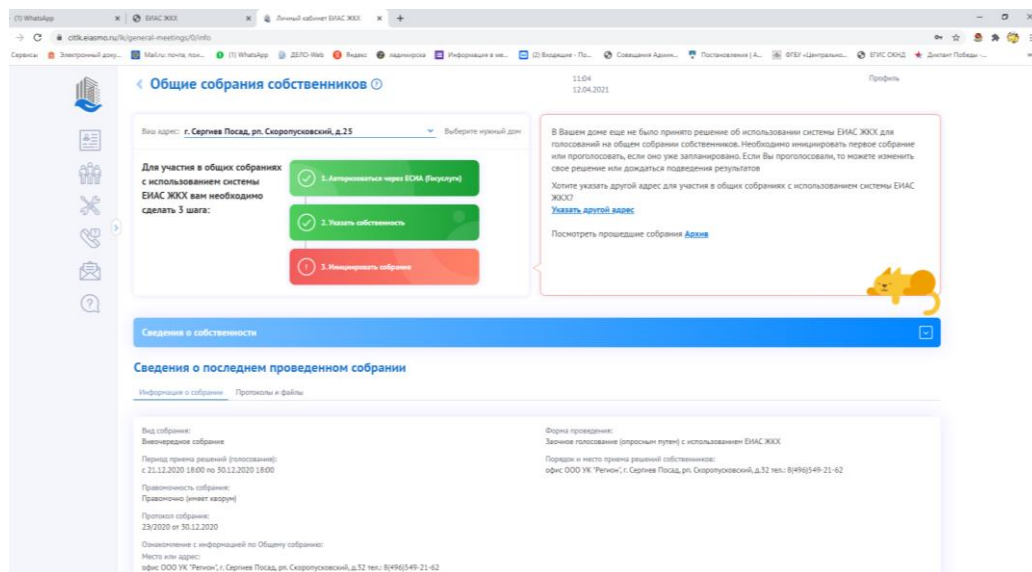 (1) WhatsApp
ЕИАС ЖКХ
Личный кабинет ЕИАС ЖКХ
citlk.eiasmo.ru/lk/general-meetings/0/info
Сервисы
Электронный доку...
Mail.ru: почта, пои...
(1) WhatsApp
ДЕЛО-Web
Яндекс
Информация о ме...
(2) Входящие - По...
Совещания Админ...
Постановления | А...
ФГБУ «Центрально...
ЕГИС ОКНД
Диктант Победы -...
Общие собрания собственников
11:04
12.04.2021
Профиль
Ваш адрес: г. Сергиев Посад, рп. Скоропусковский, д.25
Выберите нужный дом
Для участия в общих собраниях
с использованием системы
ЕИАС ЖКХ вам необходимо
сделать 3 шага:
1. Авторизоваться через ЕСИА (Госуслуги)
2. Указать собственность
3. Инициировать собрание
В Вашем доме еще не было принято решение об использовании системы ЕИАС ЖКХ для
голосований на общем собрании собственников. Необходимо инициировать первое собрание
или проголосовать, если оно уже запланировано. Если Вы проголосовали, то можете изменить
свое решение или дождаться подведения результатов
Хотите указать другой адрес для участия в общих собраниях с использованием системы ЕИАС
ЖКХ?
Указать другой адрес
Посмотреть прошедшие собрания Архив
Сведения о собственности
Сведения о последнем проведенном собрании
Информация о собрании
Протоколы и файлы
Вид собрания:
Внеочередное собрание
Период приема решений (голосования):
с 21.12.2020 18:00 по 30.12.2020 18:00
Правомочность собрания:
Правомочно (имеет кворум)
Протокол собрания:
2Э/2020 от 30.12.2020
Ознакомление с информацией по Общему собранию:
Место или адрес:
офис ООО УК "Регион", г. Сергиев Посад, рп. Скоропусковский, д.32 тел.: 8(496)549-21-62
Форма проведения:
Заочное голосование (опросным путем) с использованием ЕИАС ЖКХ
Порядок и место приема решений собственников:
офис ООО УК "Регион", г. Сергиев Посад, рп. Скоропусковский, д.32 тел.: 8(496)549-21-62